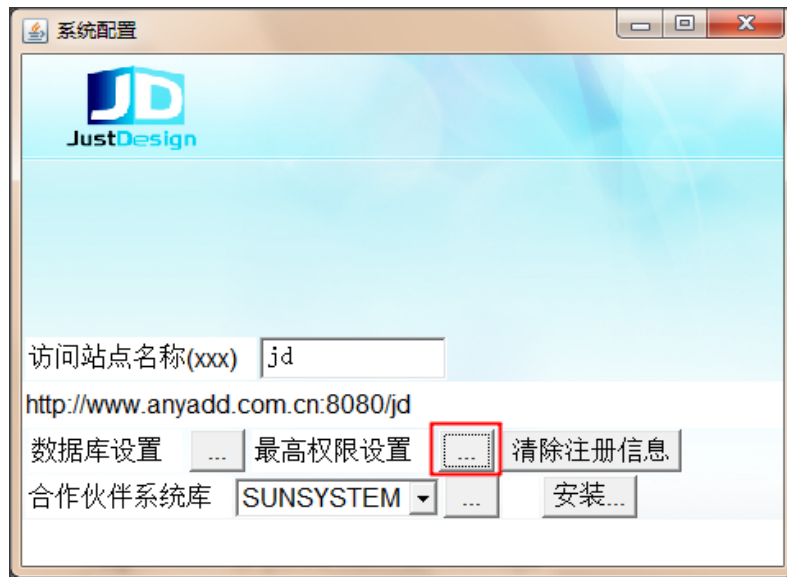 系统配置
JD
JustDesign
访问站点名称(xxx) jd
http://www.anyadd.com.cn:8080/jd
数据库设置 ... 最高权限设置 ... 清除注册信息
合作伙伴系统库 SUNSYSTEM ... 安装...